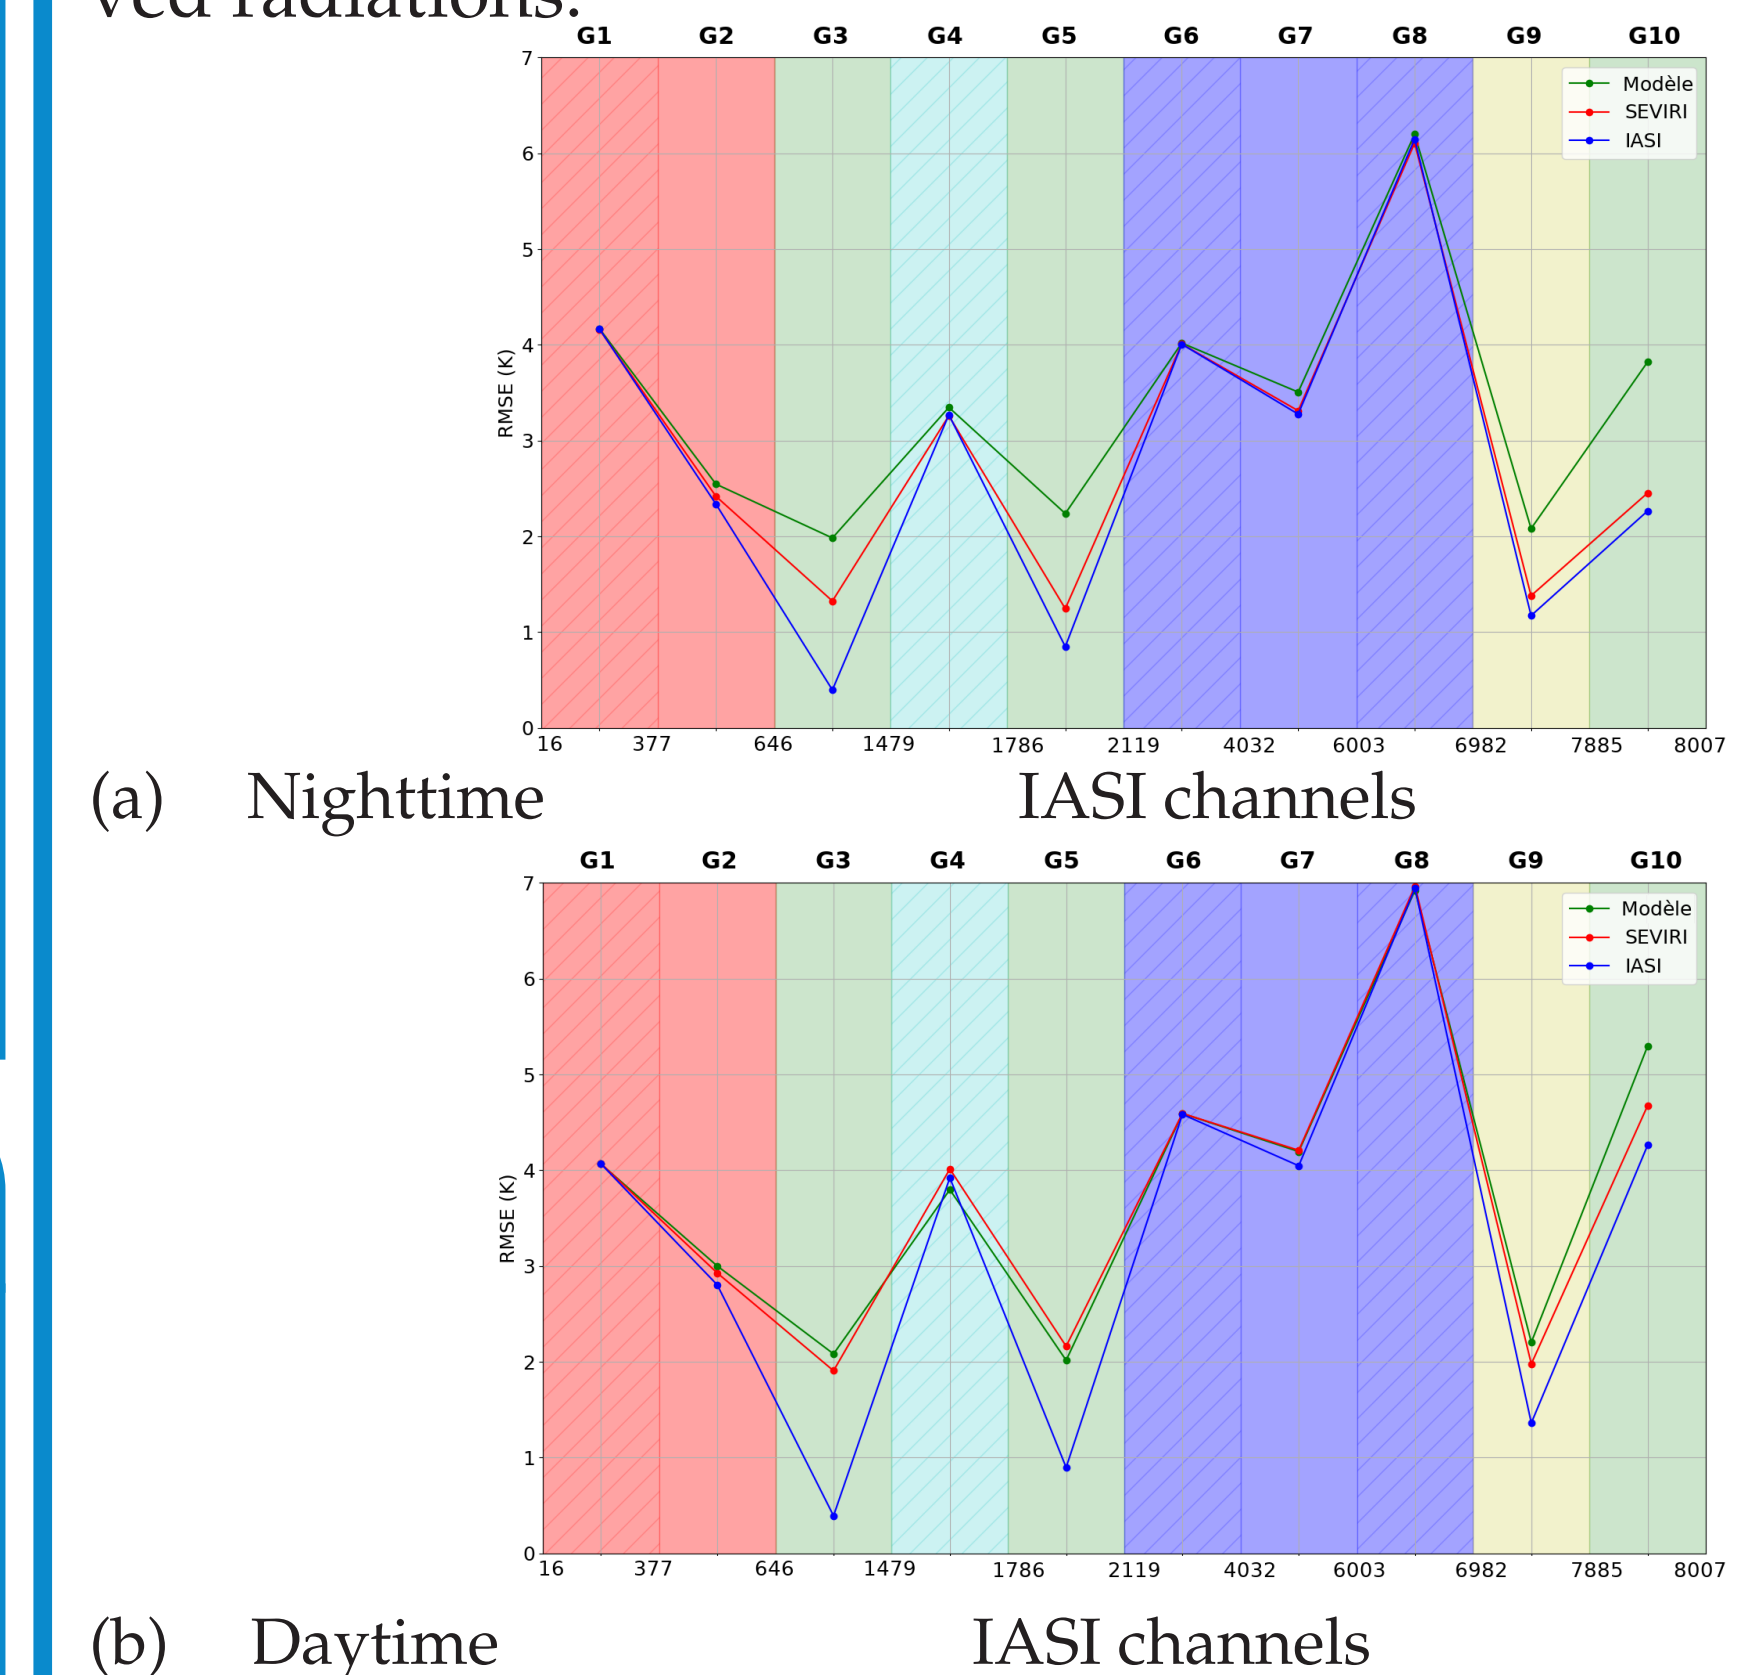 ved radiations.
G1 G2 G3 G4 G5 G6 G7 G8 G9 G10
7
Modèle
SEVIRI
IASI
6
5
4
RMSE (K)
3
2
1
0
16 377 646 1479 1786 2119 4032 6003 6982 7885 8007
(a) Nighttime IASI channels
G1 G2 G3 G4 G5 G6 G7 G8 G9 G10
7
Modèle
SEVIRI
IASI
6
5
4
RMSE (K)
3
2
1
0
16 377 646 1479 1786 2119 4032 6003 6982 7885 8007
(b) Daytime IASI channels